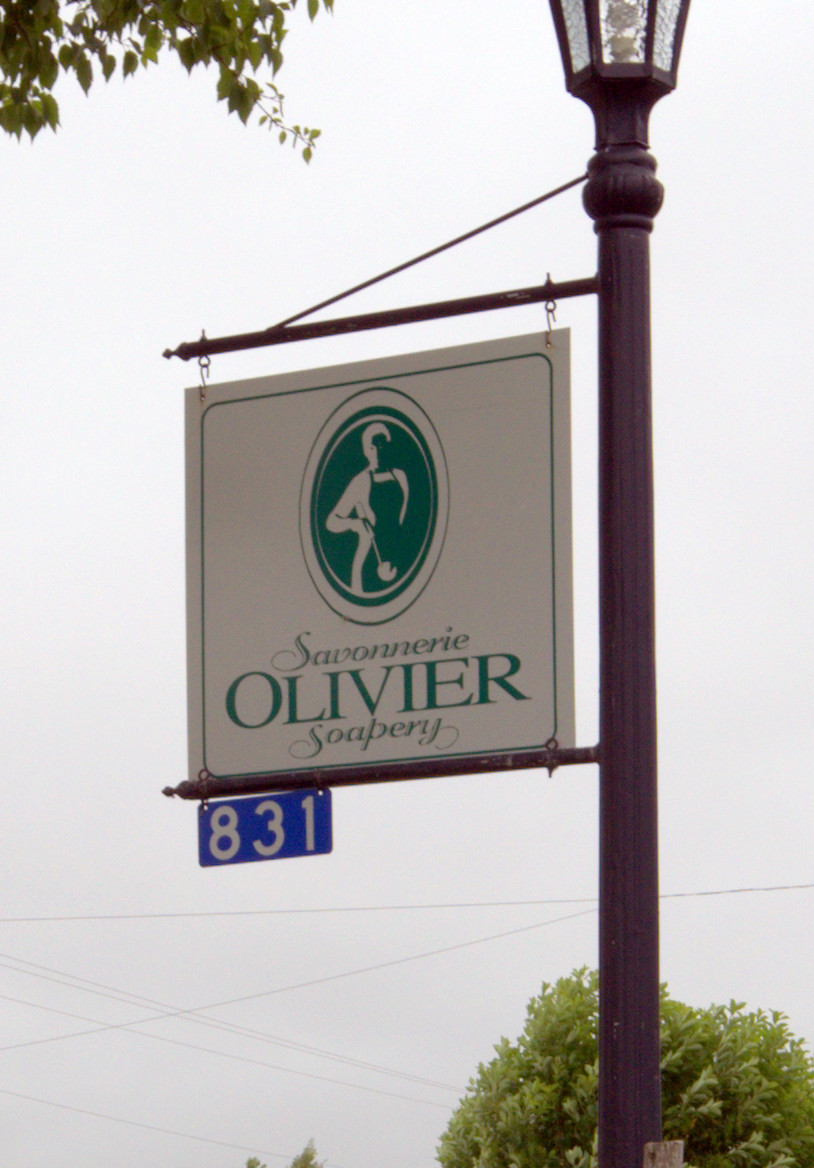 Savonnerie
OLIVIER
Soapery
831